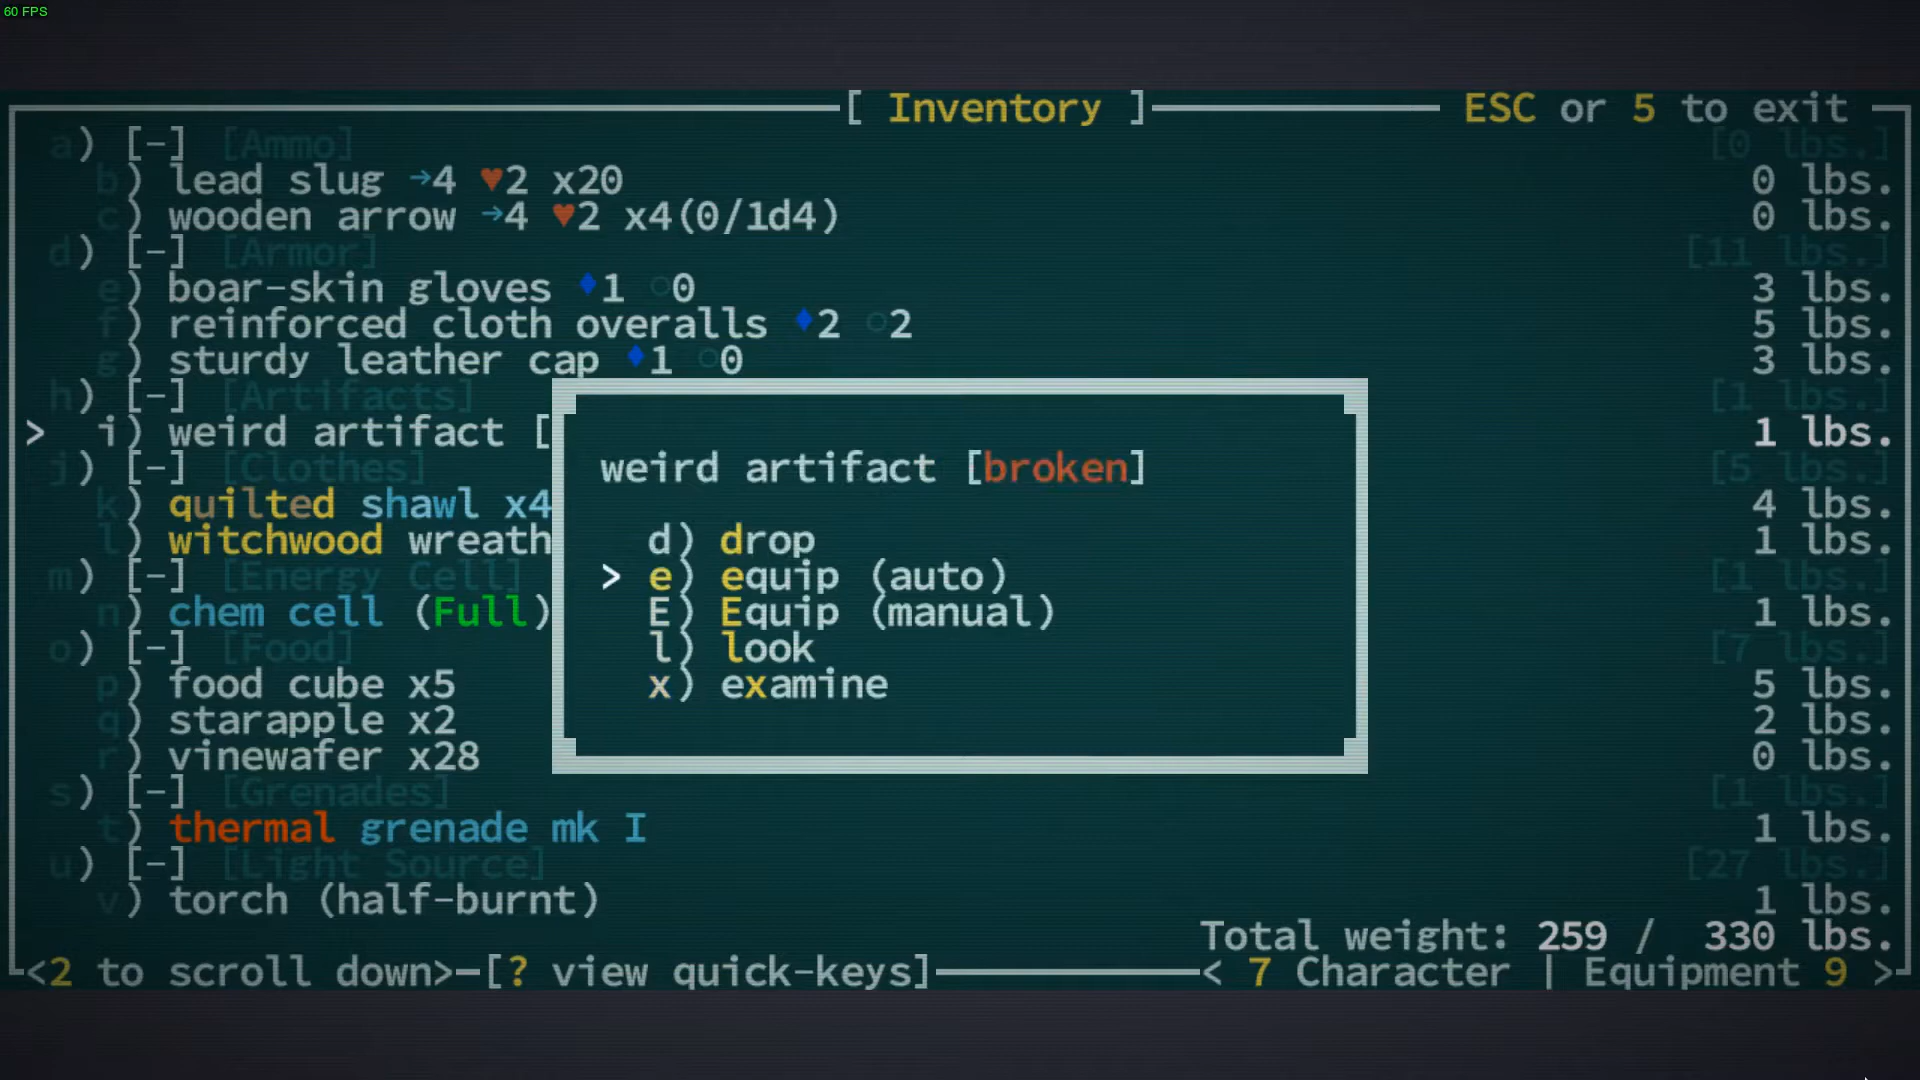 60 FPS
[ Inventory ] ESC or 5 to exit
a) [-] [Ammo] [0 lbs.]
b) lead slug →4 ♥2 x20 0 lbs.
c) wooden arrow →4 ♥2 x4(0/1d4) 0 lbs.
d) [-] [Armor] [11 lbs.]
e) boar-skin gloves ♦1 ○0 3 lbs.
f) reinforced cloth overalls ♦2 ○2 5 lbs.
g) sturdy leather cap ♦1 ○0 3 lbs.
h) [-] [Artifacts] [1 lbs.]
> i) weird artifact [ 1 lbs.
j) [-] [Clothes] [5 lbs.]
k) quilted shawl x4 4 lbs.
l) witchwood wreath 1 lbs.
m) [-] [Energy Cell] [1 lbs.]
n) chem cell (Full) 1 lbs.
o) [-] [Food] [7 lbs.]
p) food cube x5 5 lbs.
q) starapple x2 2 lbs.
r) vinewafer x28 0 lbs.
s) [-] [Grenades] [1 lbs.]
t) thermal grenade mk I 1 lbs.
u) [-] [Light Source] [27 lbs.]
v) torch (half-burnt) 1 lbs.
Total weight: 259 / 330 lbs.
<2 to scroll down> [? view quick-keys] < 7 Character | Equipment 9 >
weird artifact [broken]
d) drop
> e) equip (auto)
E) Equip (manual)
l) look
x) examine